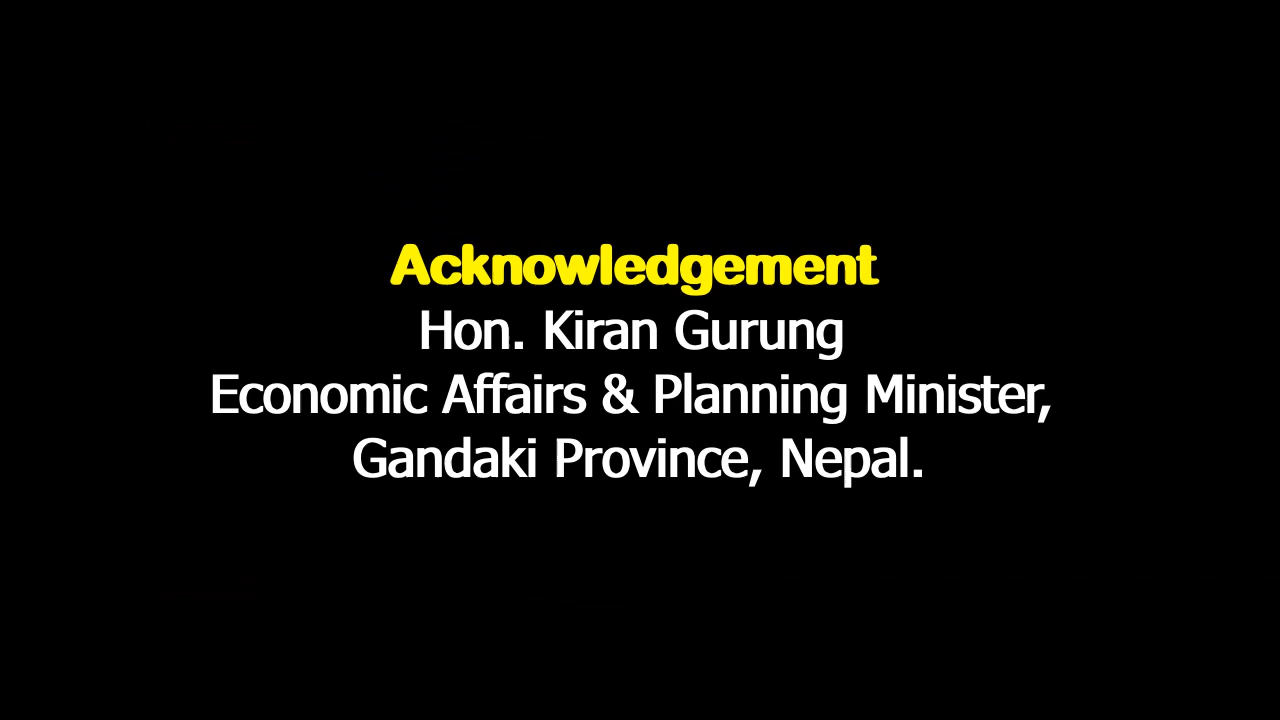 Acknowledgement
Hon. Kiran Gurung
Economic Affairs & Planning Minister,
Gandaki Province, Nepal.